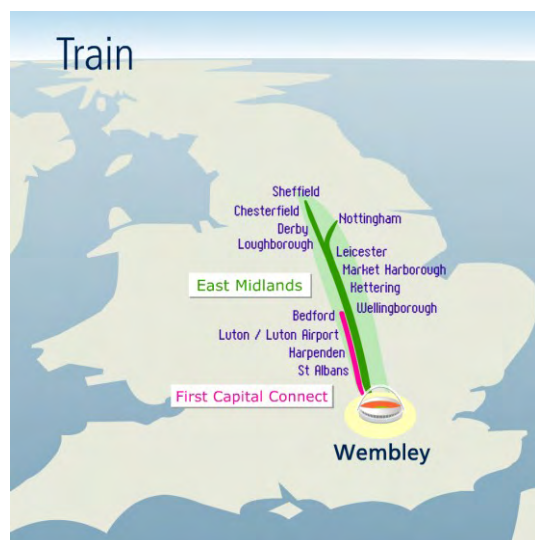 Train
Sheffield
Chesterfield
Nottingham
Derby
Loughborough
Leicester
Market Harborough
East Midlands
Kettering
Wellingborough
Bedford
Luton / Luton Airport
Harpenden
St Albans
First Capital Connect
Wembley